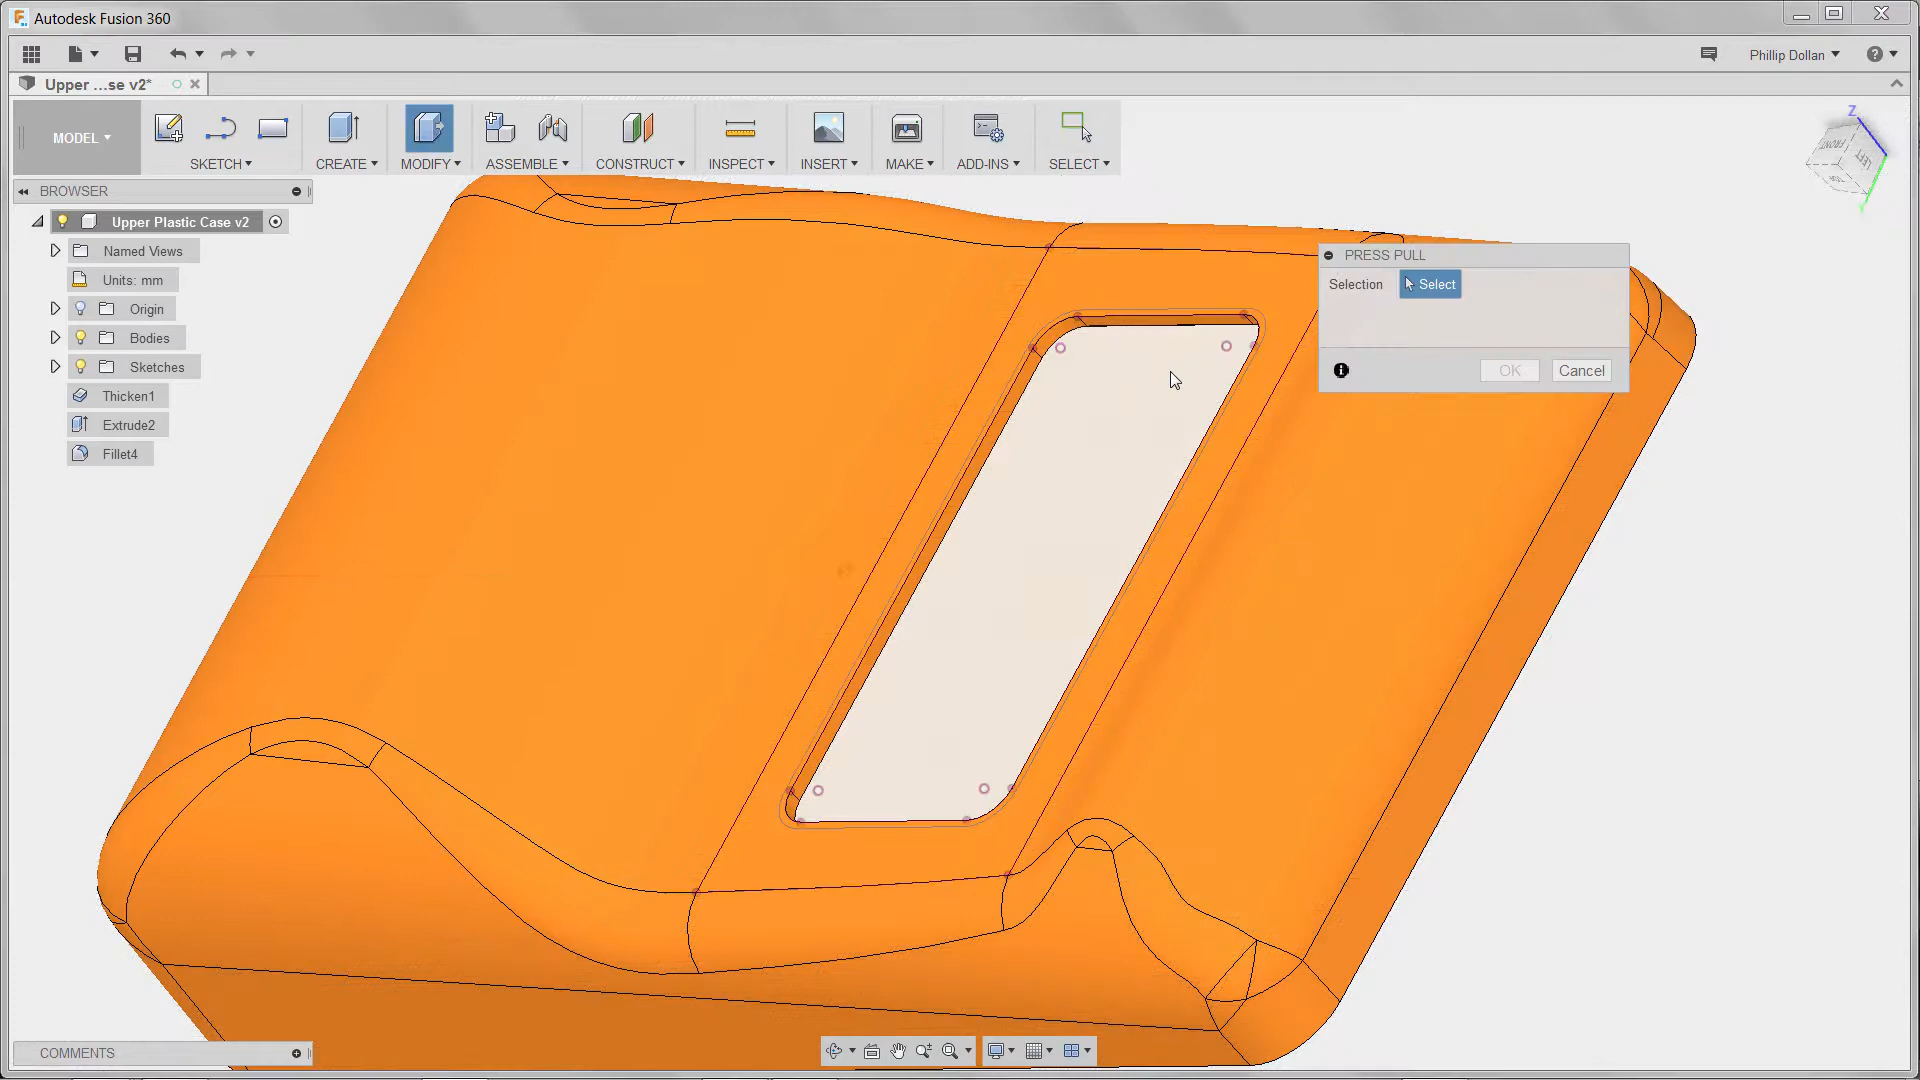 Autodesk Fusion 360
Phillip Dollan
Upper ...se v2*
MODEL
SKETCH
CREATE
MODIFY
ASSEMBLE
CONSTRUCT
INSPECT
INSERT
MAKE
ADD-INS
SELECT
BROWSER
Upper Plastic Case v2
Named Views
Units: mm
Origin
Bodies
Sketches
Thicken1
Extrude2
Fillet4
PRESS PULL
Selection Select
OK Cancel
Z
FRONT
LEFT
Y
COMMENTS